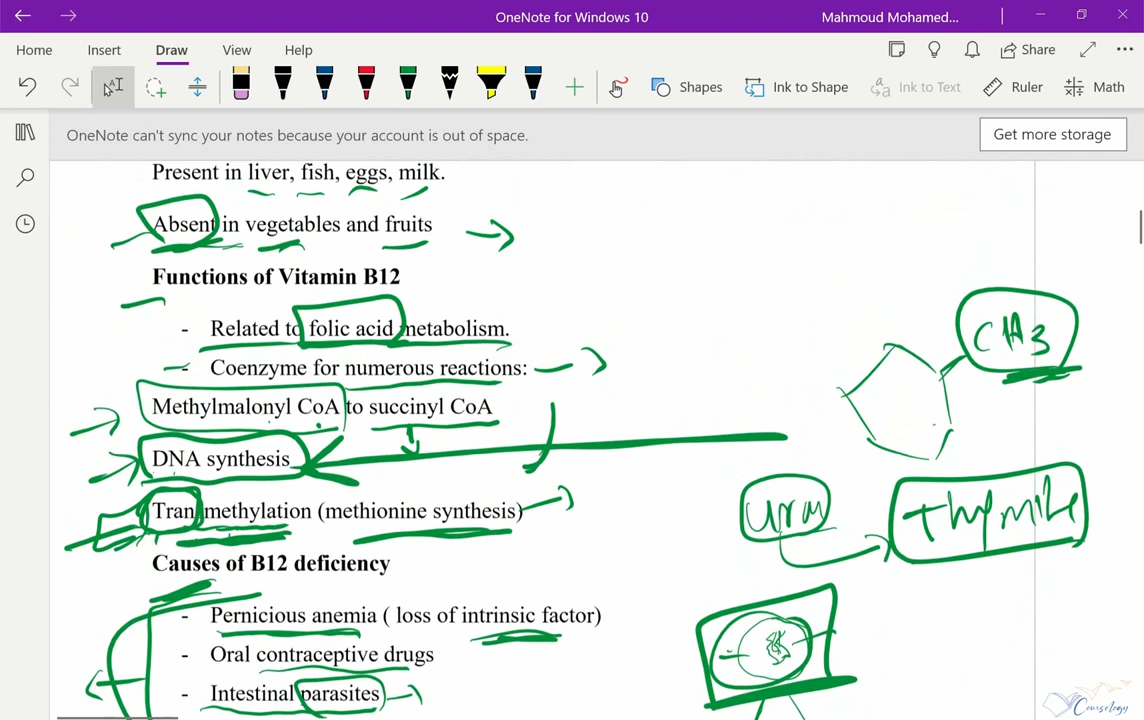 OneNote for Windows 10
Mahmoud Mohamed...
Home Insert Draw View Help Share
Shapes Ink to Shape Ink to Text Ruler Math
OneNote can't sync your notes because your account is out of space. Get more storage
Present in liver, fish, eggs, milk.
Absent in vegetables and fruits
Functions of Vitamin B12
- Related to folic acid metabolism.
- Coenzyme for numerous reactions:
Methylmalonyl CoA to succinyl CoA
DNA synthesis
Transmethylation (methionine synthesis)
CH3
Causes of B12 deficiency
- Pernicious anemia ( loss of intrinsic factor)
- Oral contraceptive drugs
- Intestinal parasites
Courseology